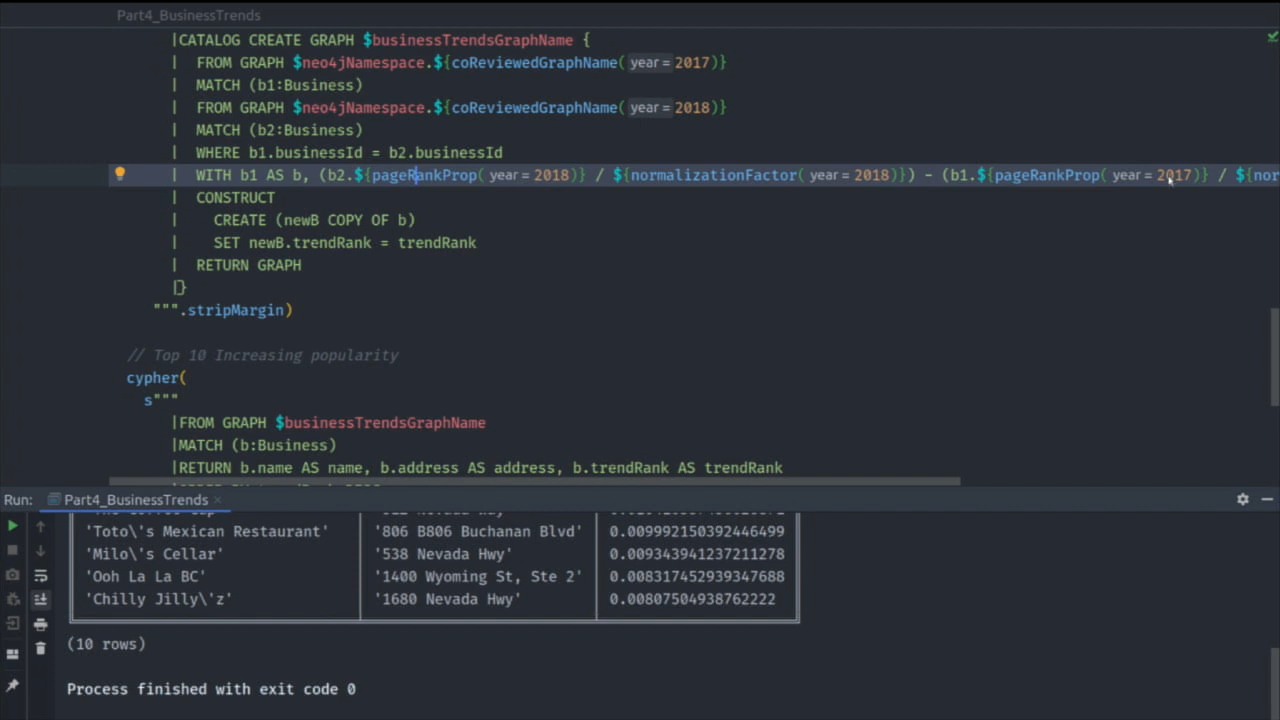 Part4_BusinessTrends
|CATALOG CREATE GRAPH $businessTrendsGraphName {
| FROM GRAPH $neo4jNamespace.${coReviewedGraphName( year = 2017)}
| MATCH (b1:Business)
| FROM GRAPH $neo4jNamespace.${coReviewedGraphName( year = 2018)}
| MATCH (b2:Business)
| WHERE b1.businessId = b2.businessId
| WITH b1 AS b, (b2.${pageRankProp( year = 2018)} / ${normalizationFactor( year = 2018)}) - (b1.${pageRankProp( year = 2017)} / ${nor
| CONSTRUCT
| CREATE (newB COPY OF b)
| SET newB.trendRank = trendRank
| RETURN GRAPH
|}
""".stripMargin)
// Top 10 Increasing popularity
cypher(
s"""
|FROM GRAPH $businessTrendsGraphName
|MATCH (b:Business)
|RETURN b.name AS name, b.address AS address, b.trendRank AS trendRank
Run: Part4_BusinessTrends ×
'Toto\'s Mexican Restaurant' '806 B806 Buchanan Blvd' 0.009992150392446499
'Milo\'s Cellar' '538 Nevada Hwy' 0.009343941237211278
'Ooh La La BC' '1400 Wyoming St, Ste 2' 0.008317452939347688
'Chilly Jilly\'z' '1680 Nevada Hwy' 0.00807504938762222
(10 rows)
Process finished with exit code 0